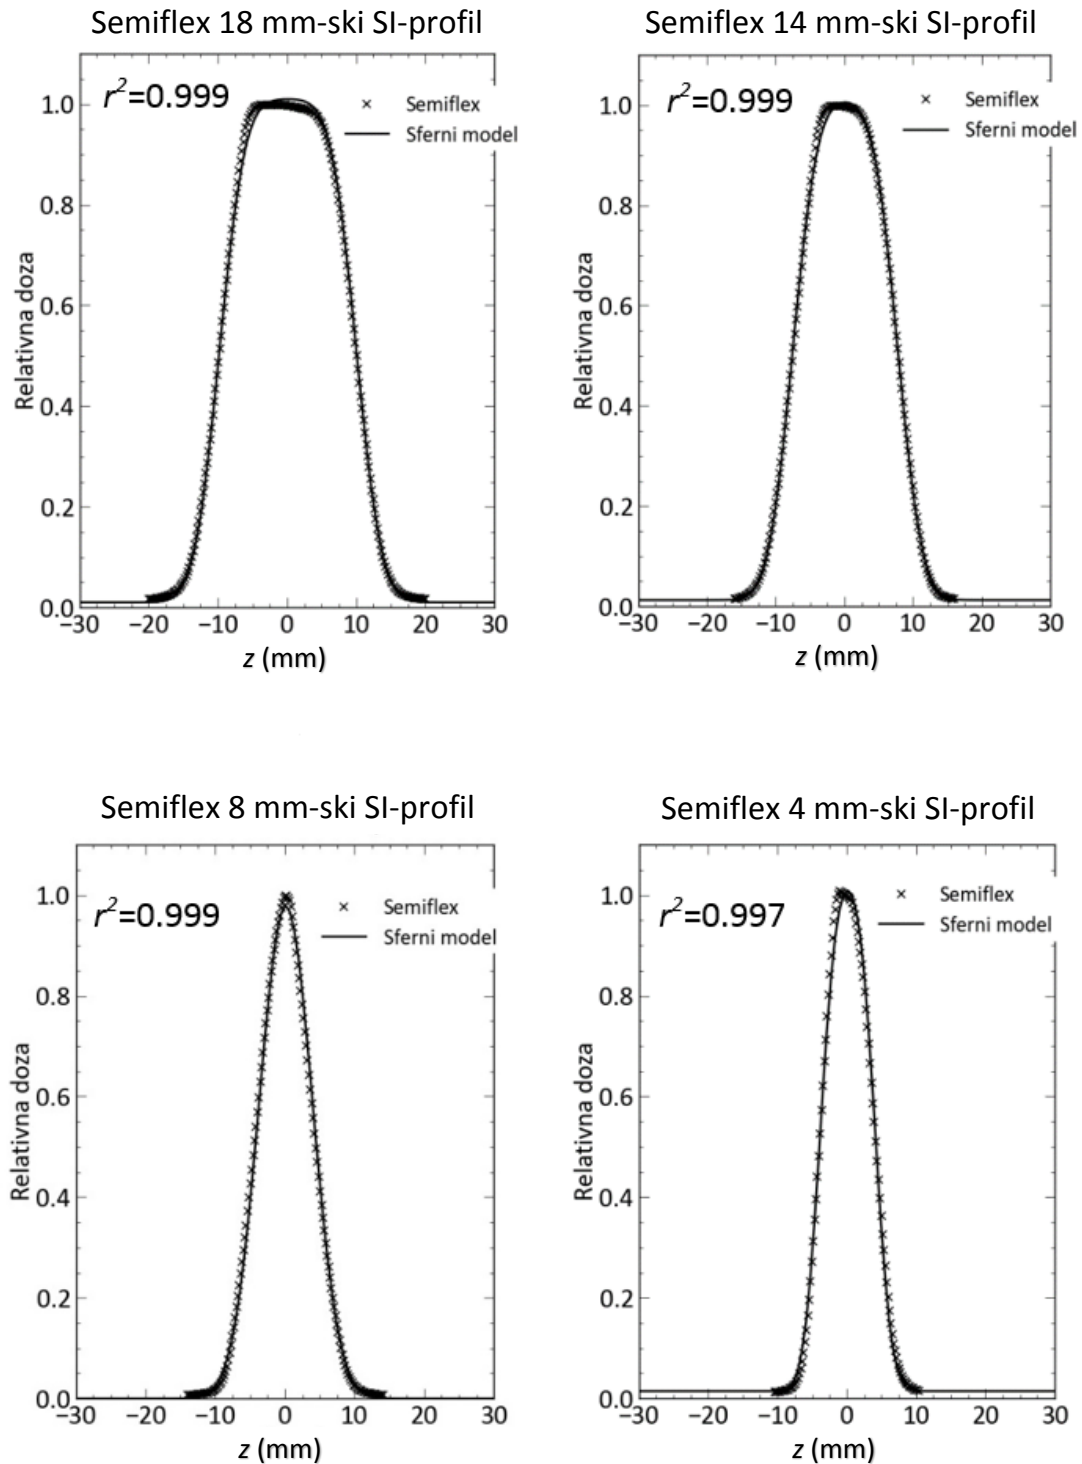 Semiflex 18 mm-ski SI-profil
r²=0.999
Semiflex
Sferni model
Relativna doza
1.0
0.8
0.6
0.4
0.2
0.0
−30 −20 −10 0 10 20 30
z (mm)
Semiflex 14 mm-ski SI-profil
r²=0.999
Semiflex
Sferni model
Relativna doza
1.0
0.8
0.6
0.4
0.2
0.0
−30 −20 −10 0 10 20 30
z (mm)
Semiflex 8 mm-ski SI-profil
r²=0.999
Semiflex
Sferni model
Relativna doza
1.0
0.8
0.6
0.4
0.2
0.0
−30 −20 −10 0 10 20 30
z (mm)
Semiflex 4 mm-ski SI-profil
r²=0.997
Semiflex
Sferni model
Relativna doza
1.0
0.8
0.6
0.4
0.2
0.0
−30 −20 −10 0 10 20 30
z (mm)